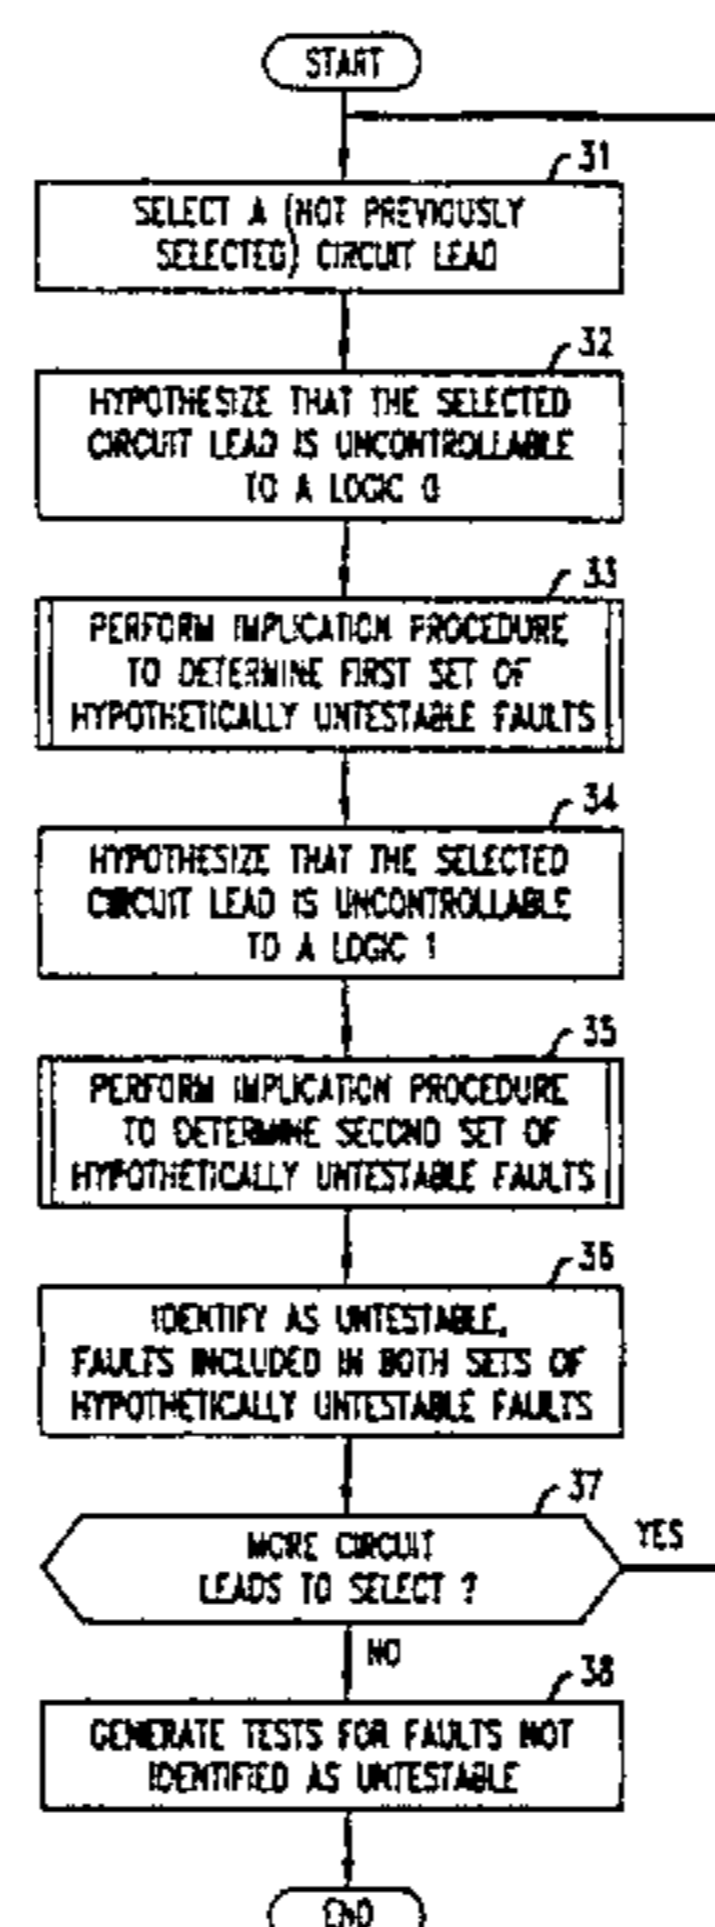 START
31
SELECT A (NOT PREVIOUSLY
SELECTED) CIRCUIT LEAD
32
HYPOTHESIZE THAT THE SELECTED
CIRCUIT LEAD IS UNCONTROLLABLE
TO A LOGIC 0
33
PERFORM IMPLICATION PROCEDURE
TO DETERMINE FIRST SET OF
HYPOTHETICALLY UNTESTABLE FAULTS
34
HYPOTHESIZE THAT THE SELECTED
CIRCUIT LEAD IS UNCONTROLLABLE
TO A LOGIC 1
35
PERFORM IMPLICATION PROCEDURE
TO DETERMINE SECOND SET OF
HYPOTHETICALLY UNTESTABLE FAULTS
36
IDENTIFY AS UNTESTABLE,
FAULTS INCLUDED IN BOTH SETS OF
HYPOTHETICALLY UNTESTABLE FAULTS
37
MORE CIRCUIT
LEADS TO SELECT ?
YES
NO
38
GENERATE TESTS FOR FAULTS NOT
IDENTIFIED AS UNTESTABLE
END